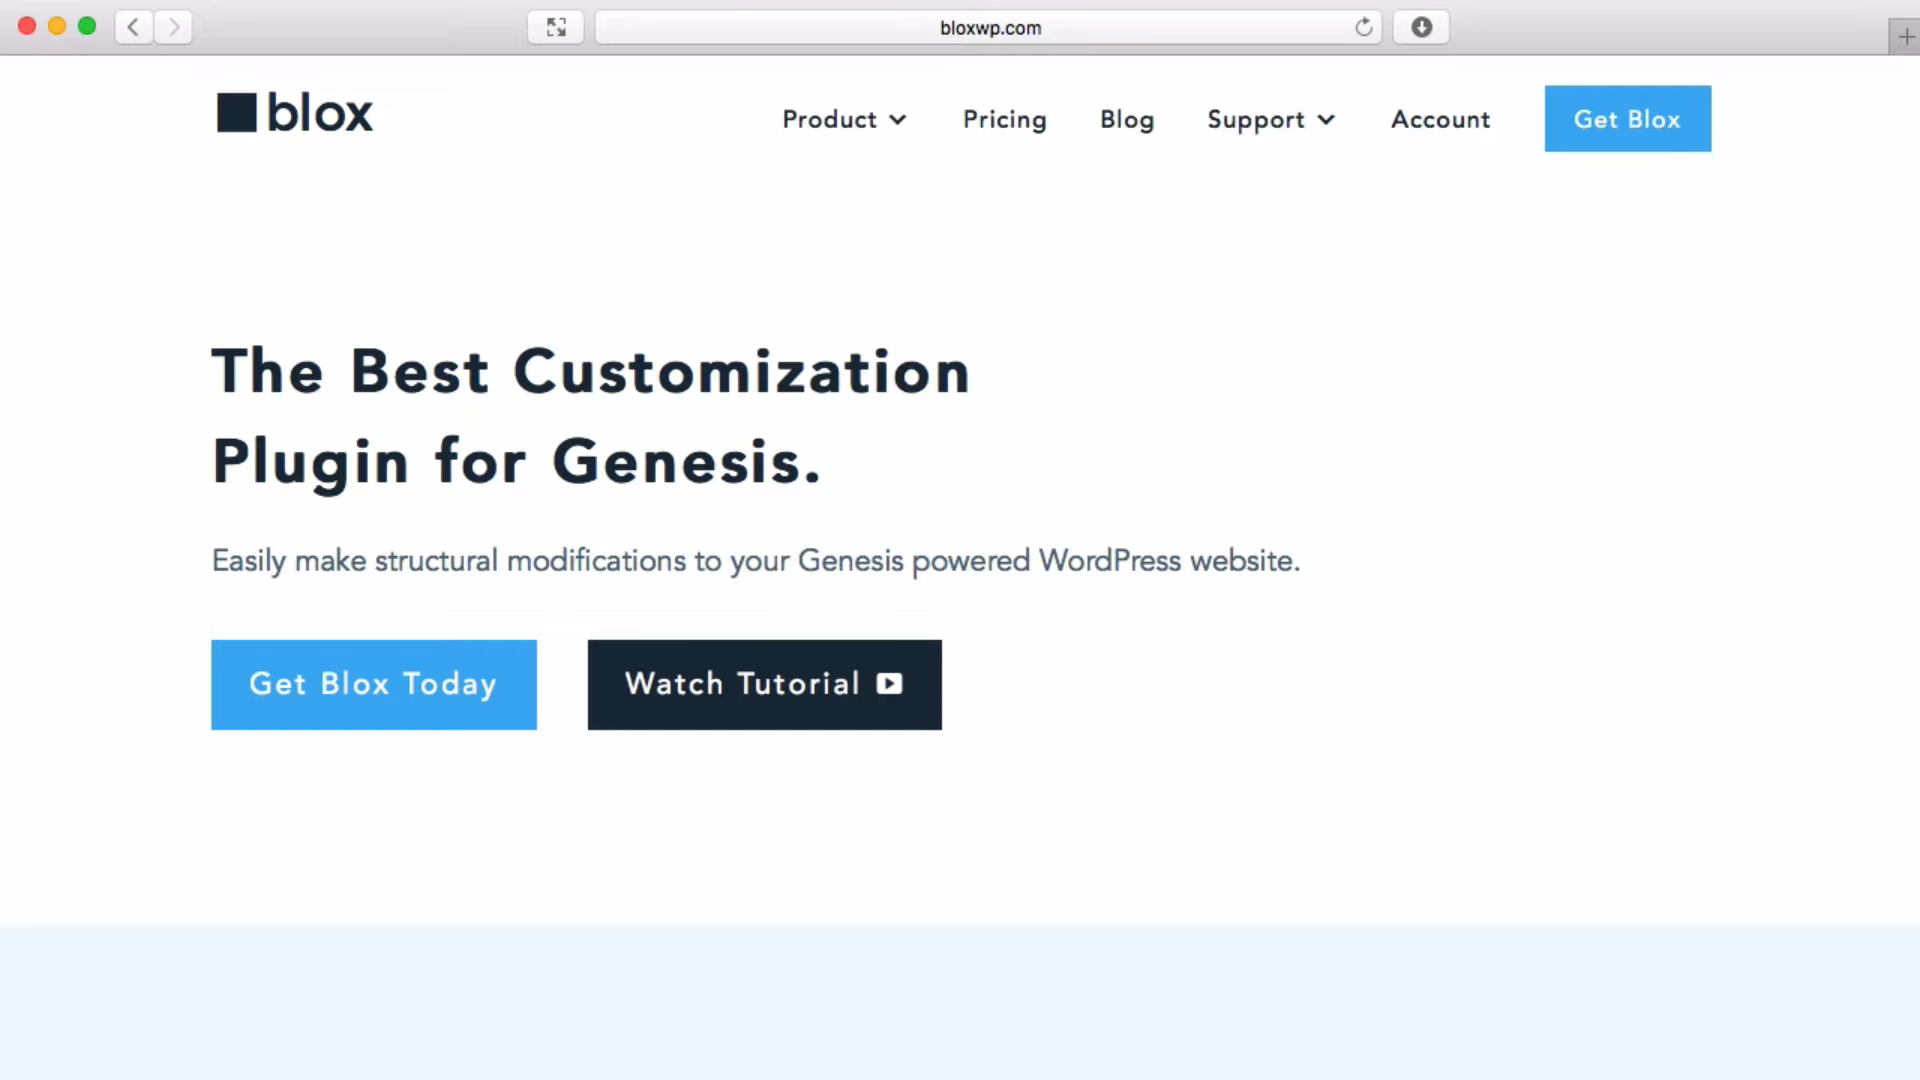 bloxwp.com
blox
Product Pricing Blog Support Account Get Blox
The Best Customization
Plugin for Genesis.
Easily make structural modifications to your Genesis powered WordPress website.
Get Blox Today Watch Tutorial